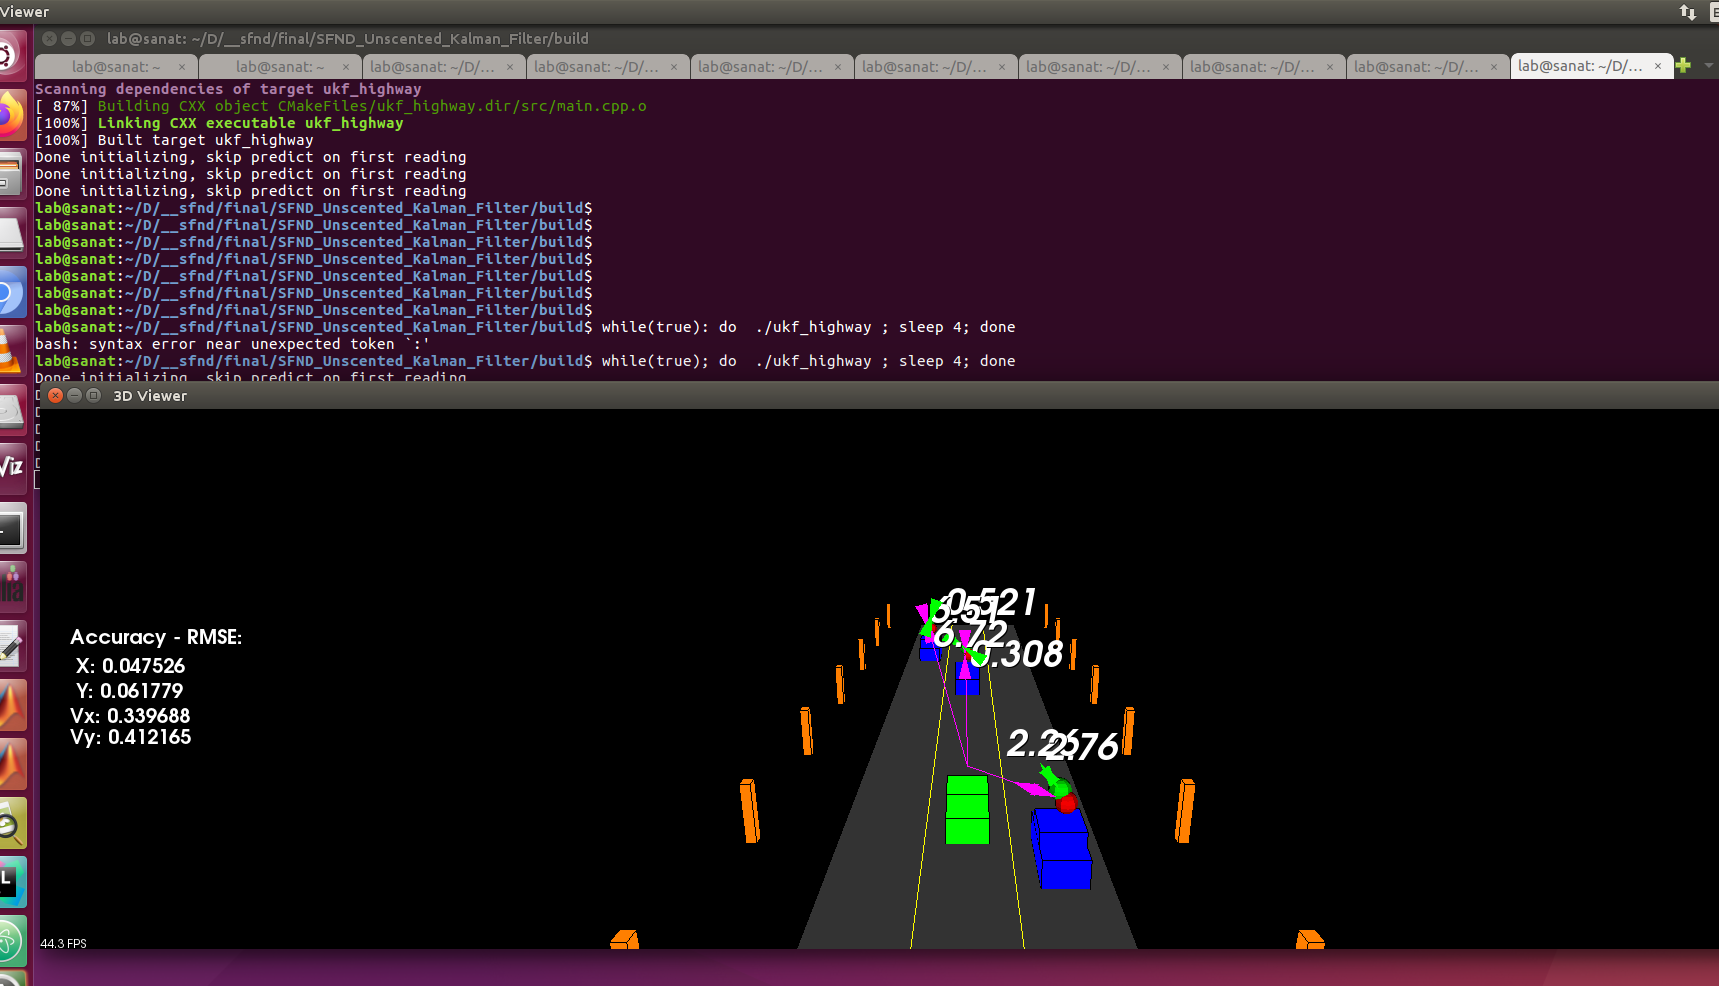 Viewer
lab@sanat: ~/D/__sfnd/final/SFND_Unscented_Kalman_Filter/build
lab@sanat: ~ × lab@sanat: ~ × lab@sanat: ~/D/... × lab@sanat: ~/D/... × lab@sanat: ~/D/... × lab@sanat: ~/D/... × lab@sanat: ~/D/... × lab@sanat: ~/D/... × lab@sanat: ~/D/... × lab@sanat: ~/D/... ×
Scanning dependencies of target ukf_highway
[ 87%] Building CXX object CMakeFiles/ukf_highway.dir/src/main.cpp.o
[100%] Linking CXX executable ukf_highway
[100%] Built target ukf_highway
Done initializing, skip predict on first reading
Done initializing, skip predict on first reading
Done initializing, skip predict on first reading
lab@sanat:~/D/__sfnd/final/SFND_Unscented_Kalman_Filter/build$
lab@sanat:~/D/__sfnd/final/SFND_Unscented_Kalman_Filter/build$
lab@sanat:~/D/__sfnd/final/SFND_Unscented_Kalman_Filter/build$
lab@sanat:~/D/__sfnd/final/SFND_Unscented_Kalman_Filter/build$
lab@sanat:~/D/__sfnd/final/SFND_Unscented_Kalman_Filter/build$
lab@sanat:~/D/__sfnd/final/SFND_Unscented_Kalman_Filter/build$
lab@sanat:~/D/__sfnd/final/SFND_Unscented_Kalman_Filter/build$
lab@sanat:~/D/__sfnd/final/SFND_Unscented_Kalman_Filter/build$ while(true): do  ./ukf_highway ; sleep 4; done
bash: syntax error near unexpected token `:'
lab@sanat:~/D/__sfnd/final/SFND_Unscented_Kalman_Filter/build$ while(true); do  ./ukf_highway ; sleep 4; done
Done initializing, skip predict on first reading
3D Viewer
0.521
6.51
6.72
0.308
Accuracy - RMSE:
X: 0.047526
Y: 0.061779
Vx: 0.339688
Vy: 0.412165
2.26
2.76
44.3 FPS